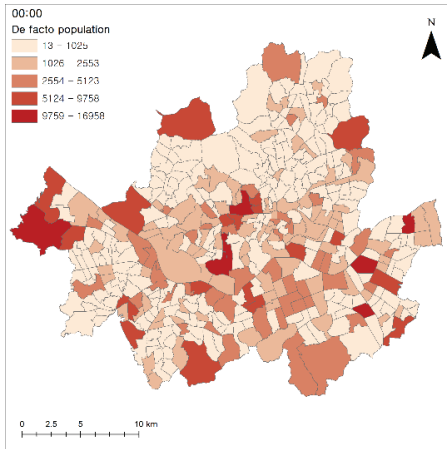 00:00
De facto population
13 - 1025
1026 - 2553
2554 - 5123
5124 - 9758
9759 - 16958
N
0 2.5 5 10 km